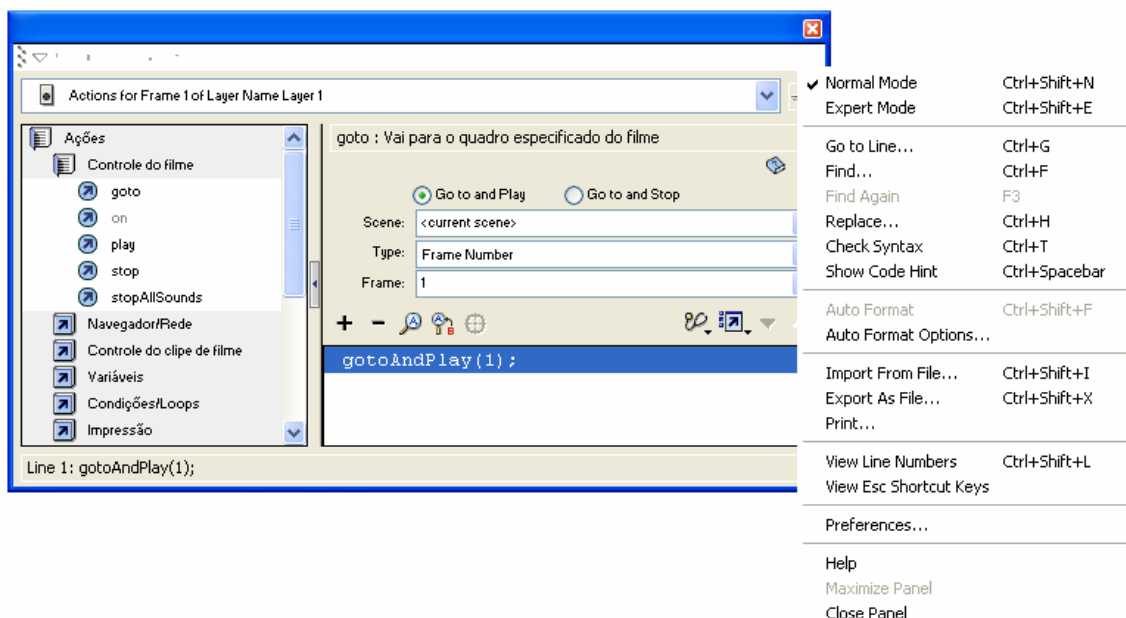 Actions for Frame 1 of Layer Name Layer 1
Ações
Controle do filme
goto
on
play
stop
stopAllSounds
Navegador/Rede
Controle do clipe de filme
Variáveis
Condições/Loops
Impressão
goto : Vai para o quadro especificado do filme
Go to and Play Go to and Stop
Scene: <current scene>
Type: Frame Number
Frame: 1
gotoAndPlay(1);
Line 1: gotoAndPlay(1);
Normal Mode Ctrl+Shift+N
Expert Mode Ctrl+Shift+E
Go to Line... Ctrl+G
Find... Ctrl+F
Find Again F3
Replace... Ctrl+H
Check Syntax Ctrl+T
Show Code Hint Ctrl+Spacebar
Auto Format Ctrl+Shift+F
Auto Format Options...
Import From File... Ctrl+Shift+I
Export As File... Ctrl+Shift+X
Print...
View Line Numbers Ctrl+Shift+L
View Esc Shortcut Keys
Preferences...
Help
Maximize Panel
Close Panel